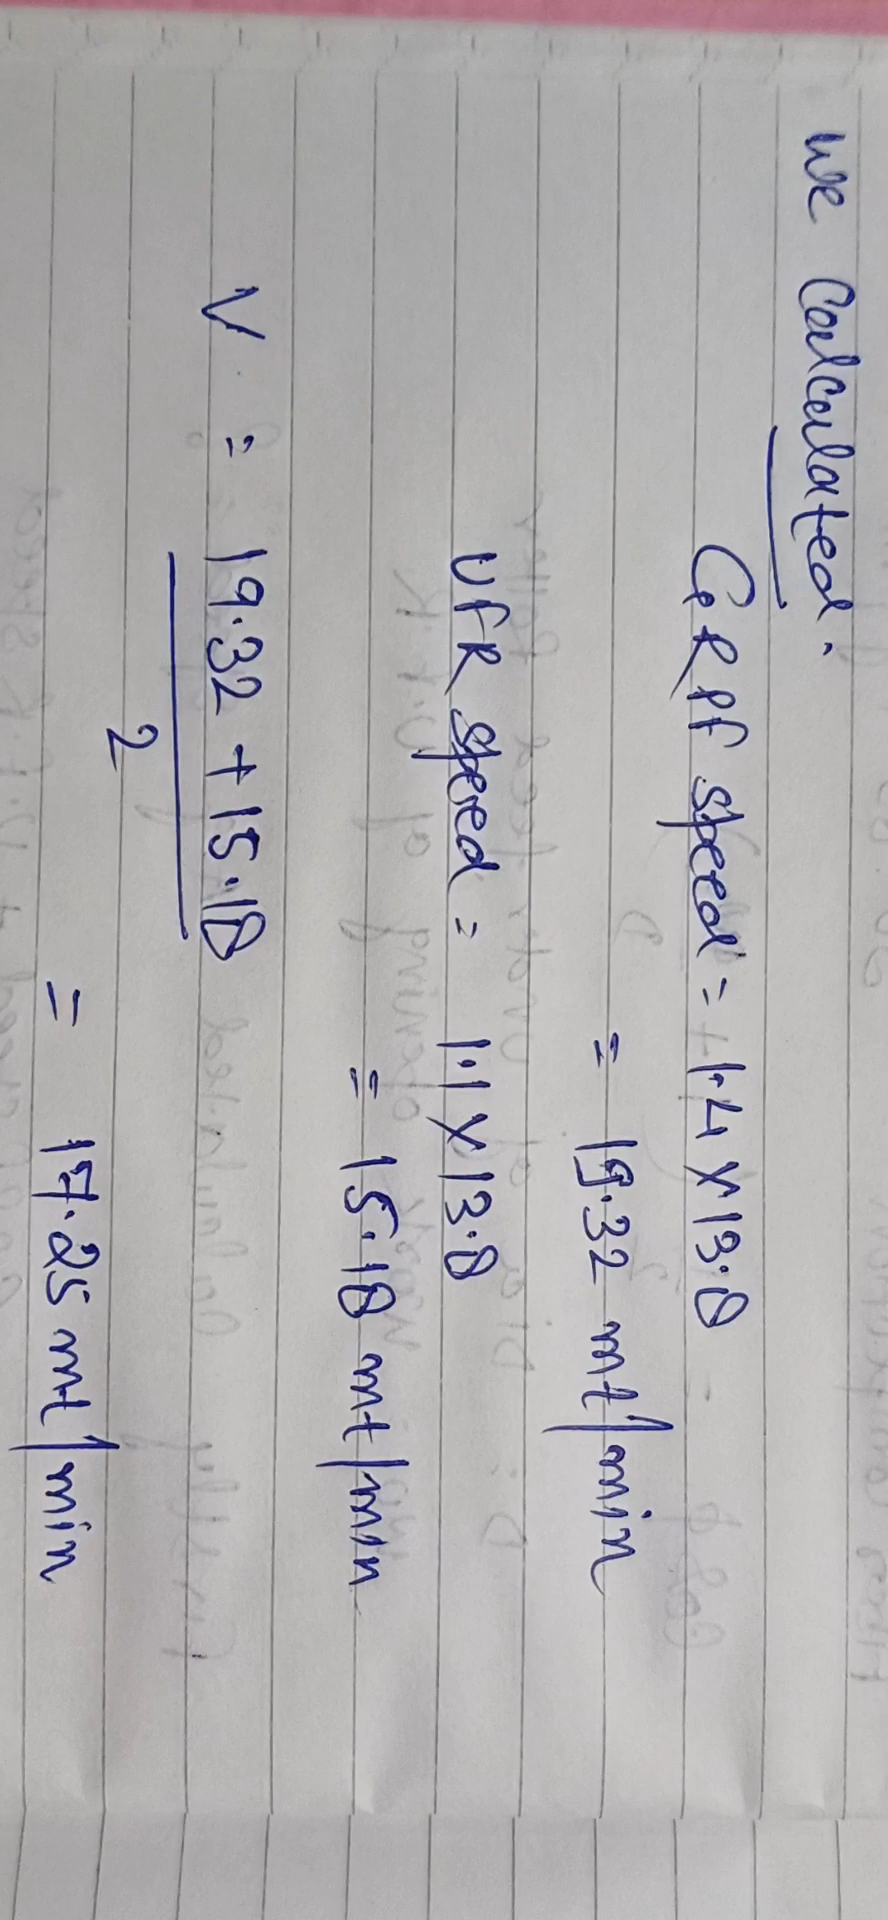 we Calculated.
GRPF speed = 1.4 x 13.8
= 19.32 mt/min
UFR speed = 1.1 x 13.8
= 15.18 mt/min
V = 19.32 + 15.18
2
= 17.25 mt/min